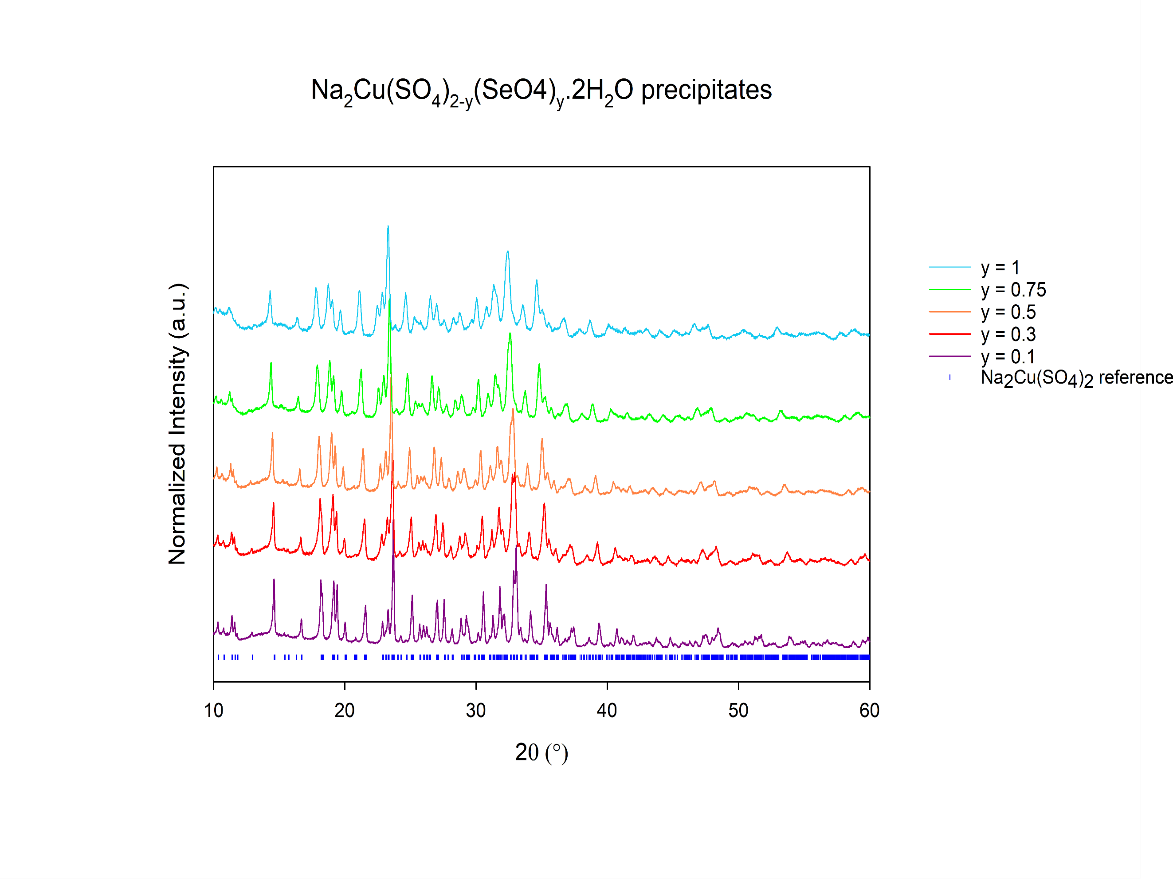 Na2Cu(SO4)2-y(SeO4)y.2H2O precipitates
Normalized Intensity (a.u.)
y = 1
y = 0.75
y = 0.5
y = 0.3
y = 0.1
Na2Cu(SO4)2 reference
10 20 30 40 50 60
2θ (°)